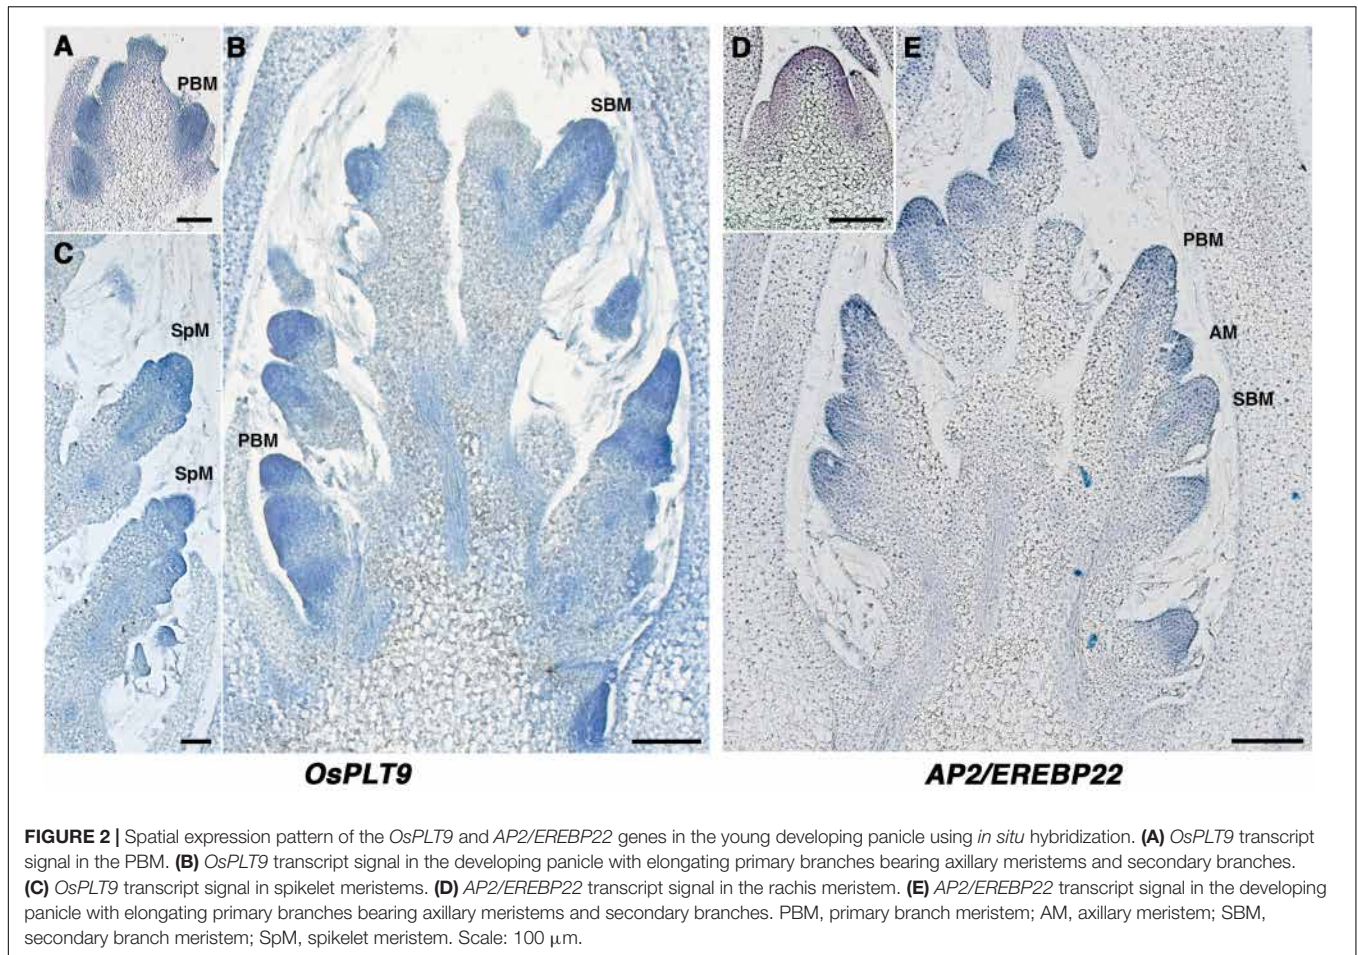 A
B
D
E
PBM
SBM
C
PBM
SpM
AM
SBM
PBM
SpM
OsPLT9
AP2/EREBP22
FIGURE 2 | Spatial expression pattern of the OsPLT9 and AP2/EREBP22 genes in the young developing panicle using in situ hybridization. (A) OsPLT9 transcript
signal in the PBM. (B) OsPLT9 transcript signal in the developing panicle with elongating primary branches bearing axillary meristems and secondary branches.
(C) OsPLT9 transcript signal in spikelet meristems. (D) AP2/EREBP22 transcript signal in the rachis meristem. (E) AP2/EREBP22 transcript signal in the developing
panicle with elongating primary branches bearing axillary meristems and secondary branches. PBM, primary branch meristem; AM, axillary meristem; SBM,
secondary branch meristem; SpM, spikelet meristem. Scale: 100 μm.